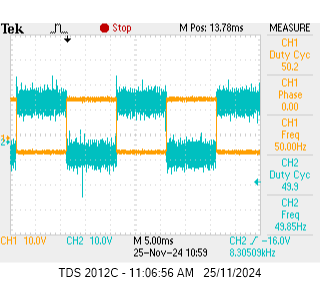 Tek Stop M Pos: 13.78ms MEASURE
CH1
Duty Cyc
50.2
CH1
Phase
0.00
CH1
Freq
50.00Hz
CH2
Duty Cyc
49.9
CH2
Freq
49.85Hz
1
2
CH1 10.0V CH2 10.0V M 5.00ms CH2 -16.0V
25-Nov-24 10:59 8.30509kHz
TDS 2012C - 11:06:56 AM 25/11/2024